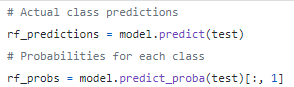 # Actual class predictions
rf_predictions = model.predict(test)
# Probabilities for each class
rf_probs = model.predict_proba(test)[:, 1]